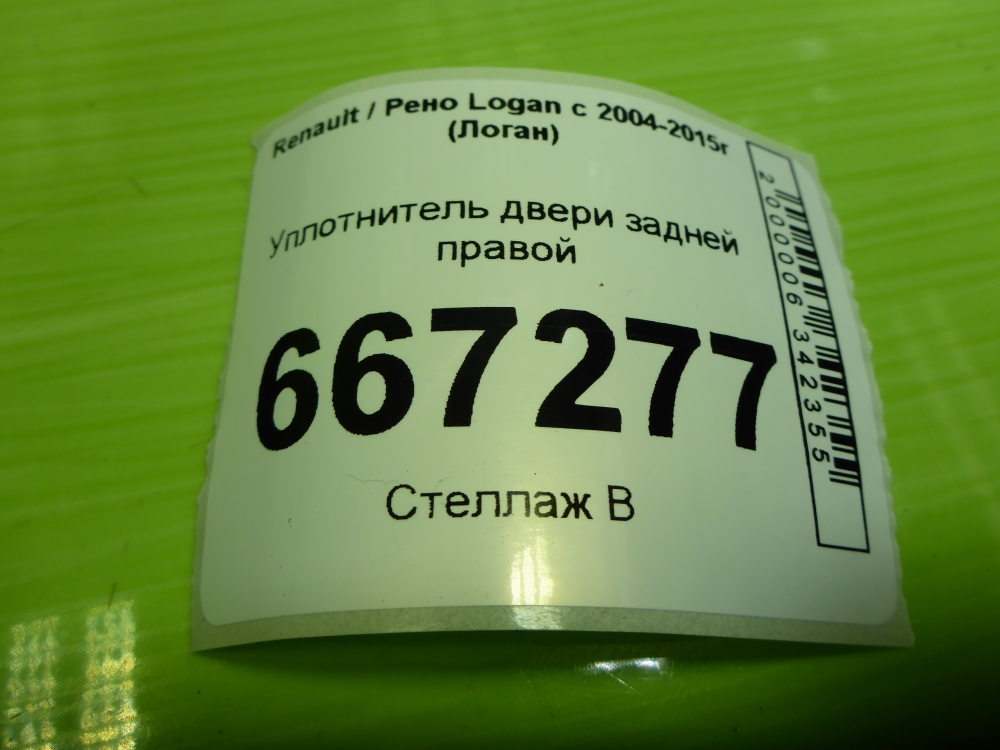 Renault / Рено Logan с 2004-2015г
(Логан)
Уплотнитель двери задней
правой
667277
Стеллаж В
2000006342355